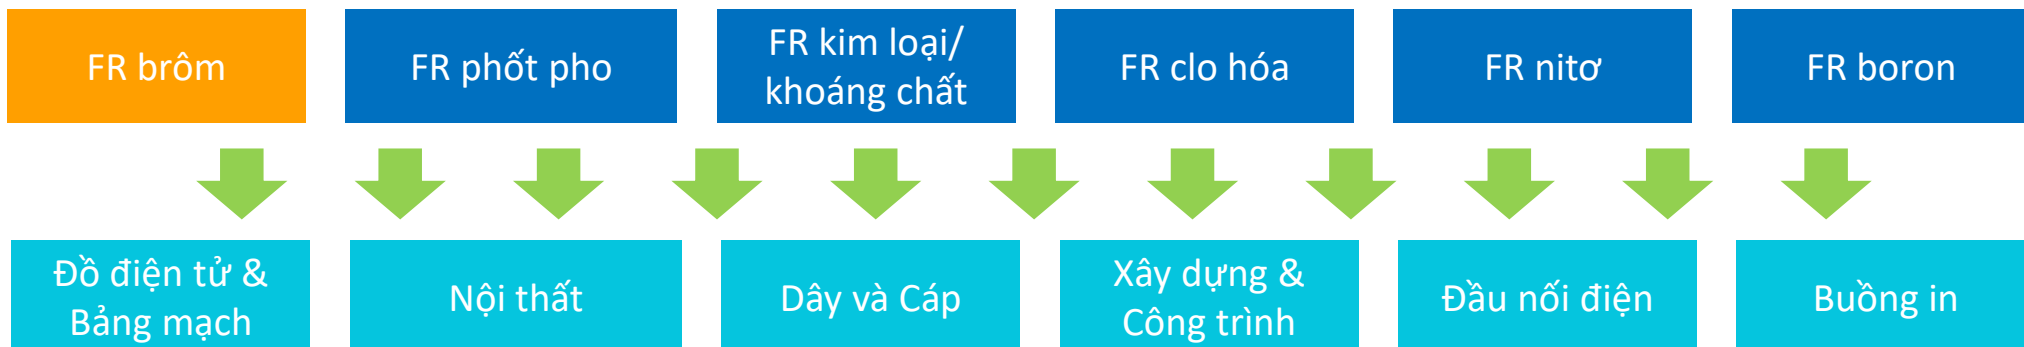 FR brôm
FR phốt pho
FR kim loại/
khoáng chất
FR clo hóa
FR nitơ
FR boron
Đồ điện tử &
Bảng mạch
Nội thất
Dây và Cáp
Xây dựng &
Công trình
Đầu nối điện
Buồng in